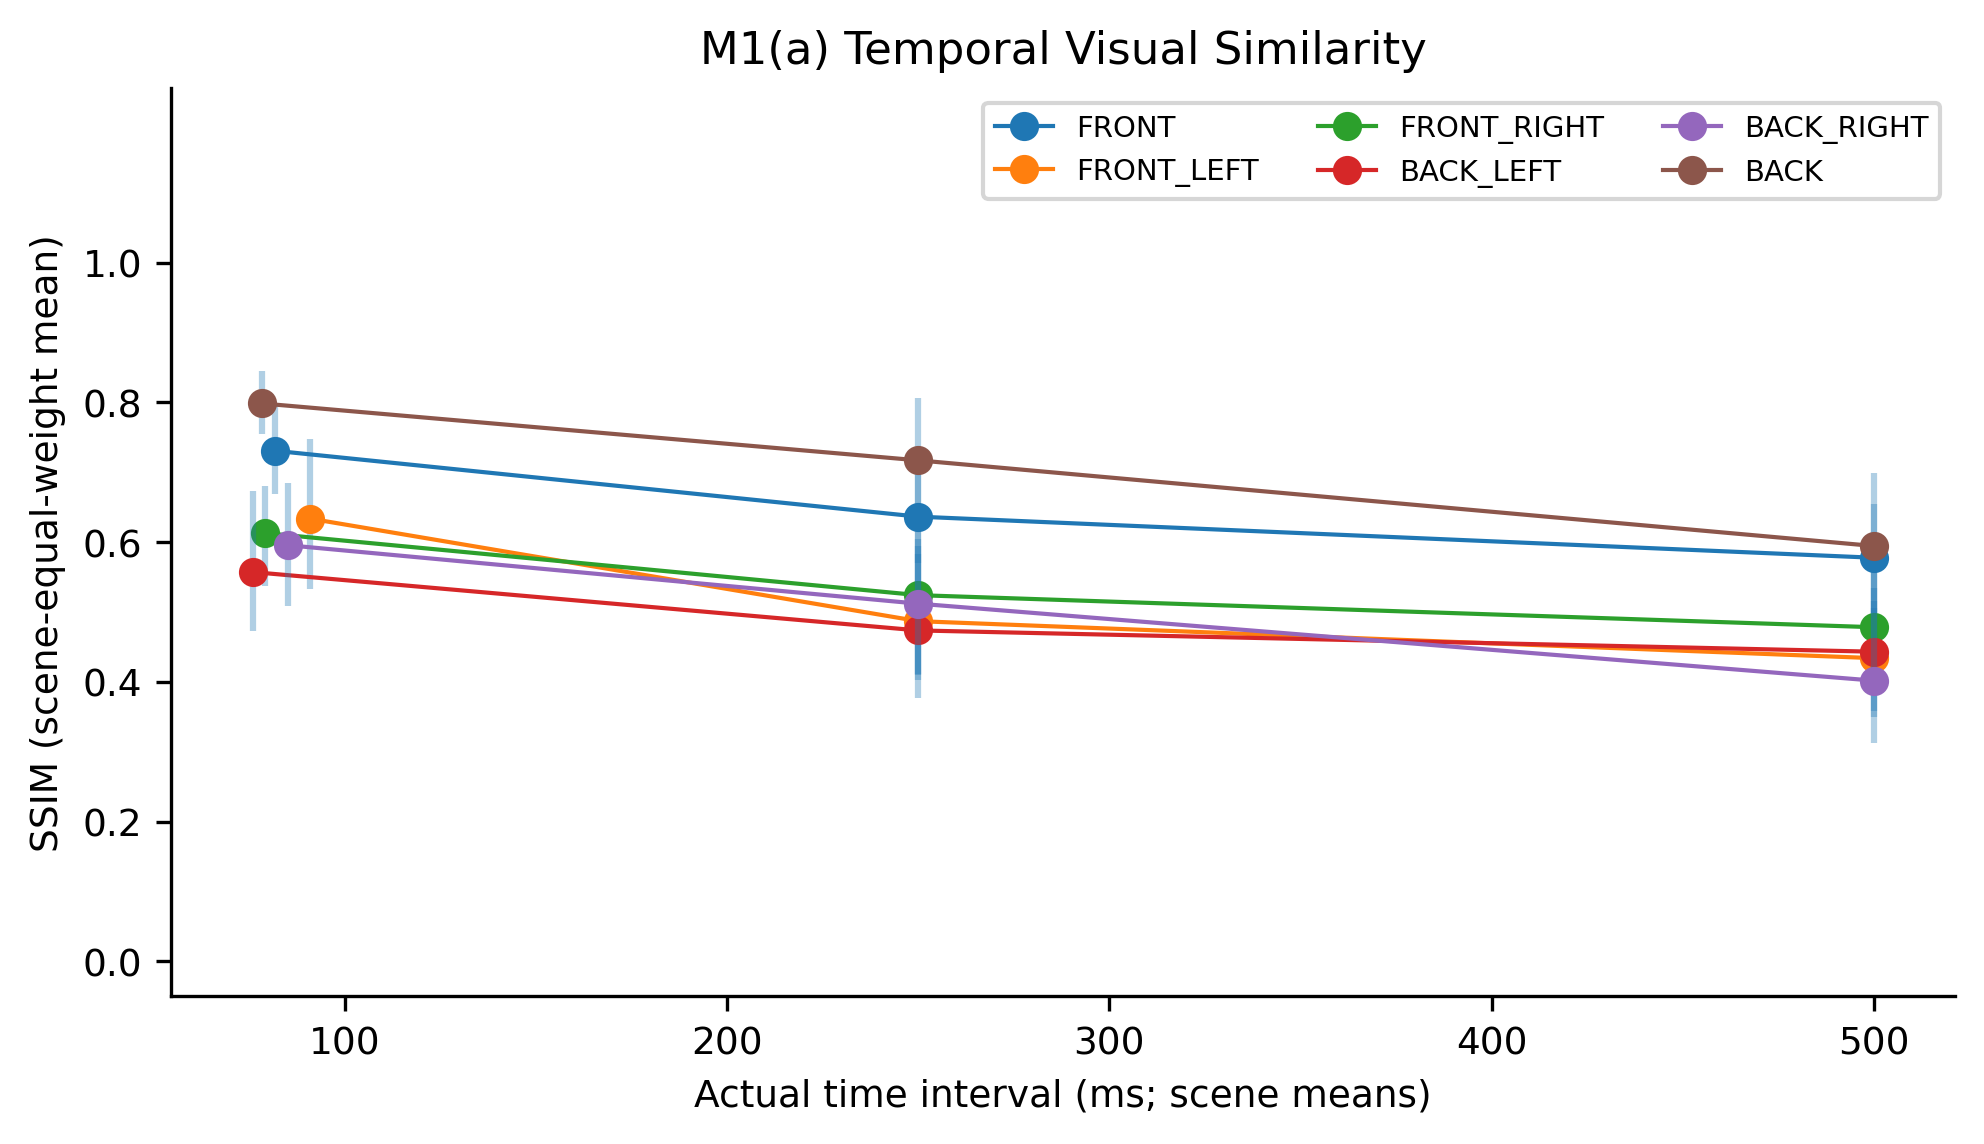 M1(a) Temporal Visual Similarity
FRONT
FRONT_LEFT
FRONT_RIGHT
BACK_LEFT
BACK_RIGHT
BACK
SSIM (scene-equal-weight mean)
1.0
0.8
0.6
0.4
0.2
0.0
100
200
300
400
500
Actual time interval (ms; scene means)